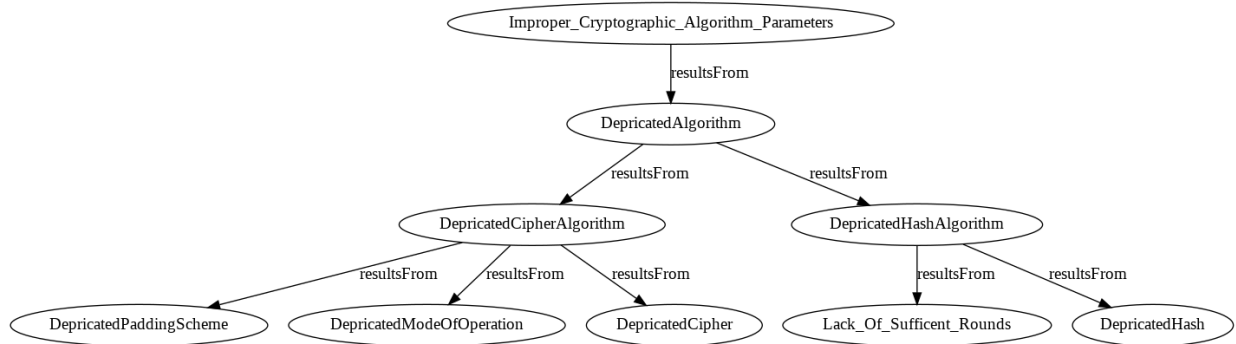 Improper_Cryptographic_Algorithm_Parameters
resultsFrom
DepricatedAlgorithm
resultsFrom
resultsFrom
DepricatedCipherAlgorithm
DepricatedHashAlgorithm
resultsFrom
resultsFrom
resultsFrom
resultsFrom
resultsFrom
DepricatedPaddingScheme
DepricatedModeOfOperation
DepricatedCipher
Lack_Of_Sufficent_Rounds
DepricatedHash